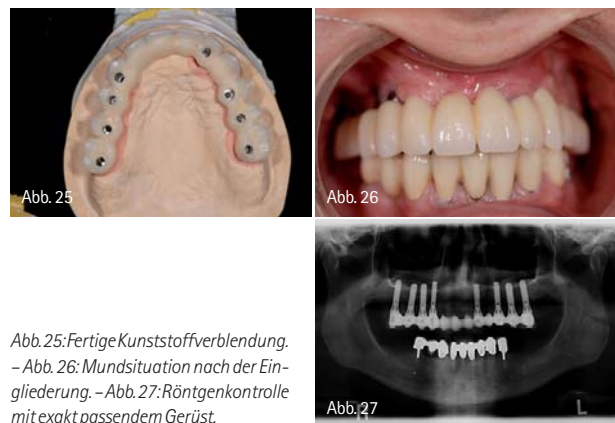 Abb. 25
Abb. 26
Abb. 25: Fertige Kunststoffverblendung.
– Abb. 26: Mundsituation nach der Ein-
gliederung. – Abb. 27: Röntgenkontrolle
mit exakt passendem Gerüst.
Abb. 27
L